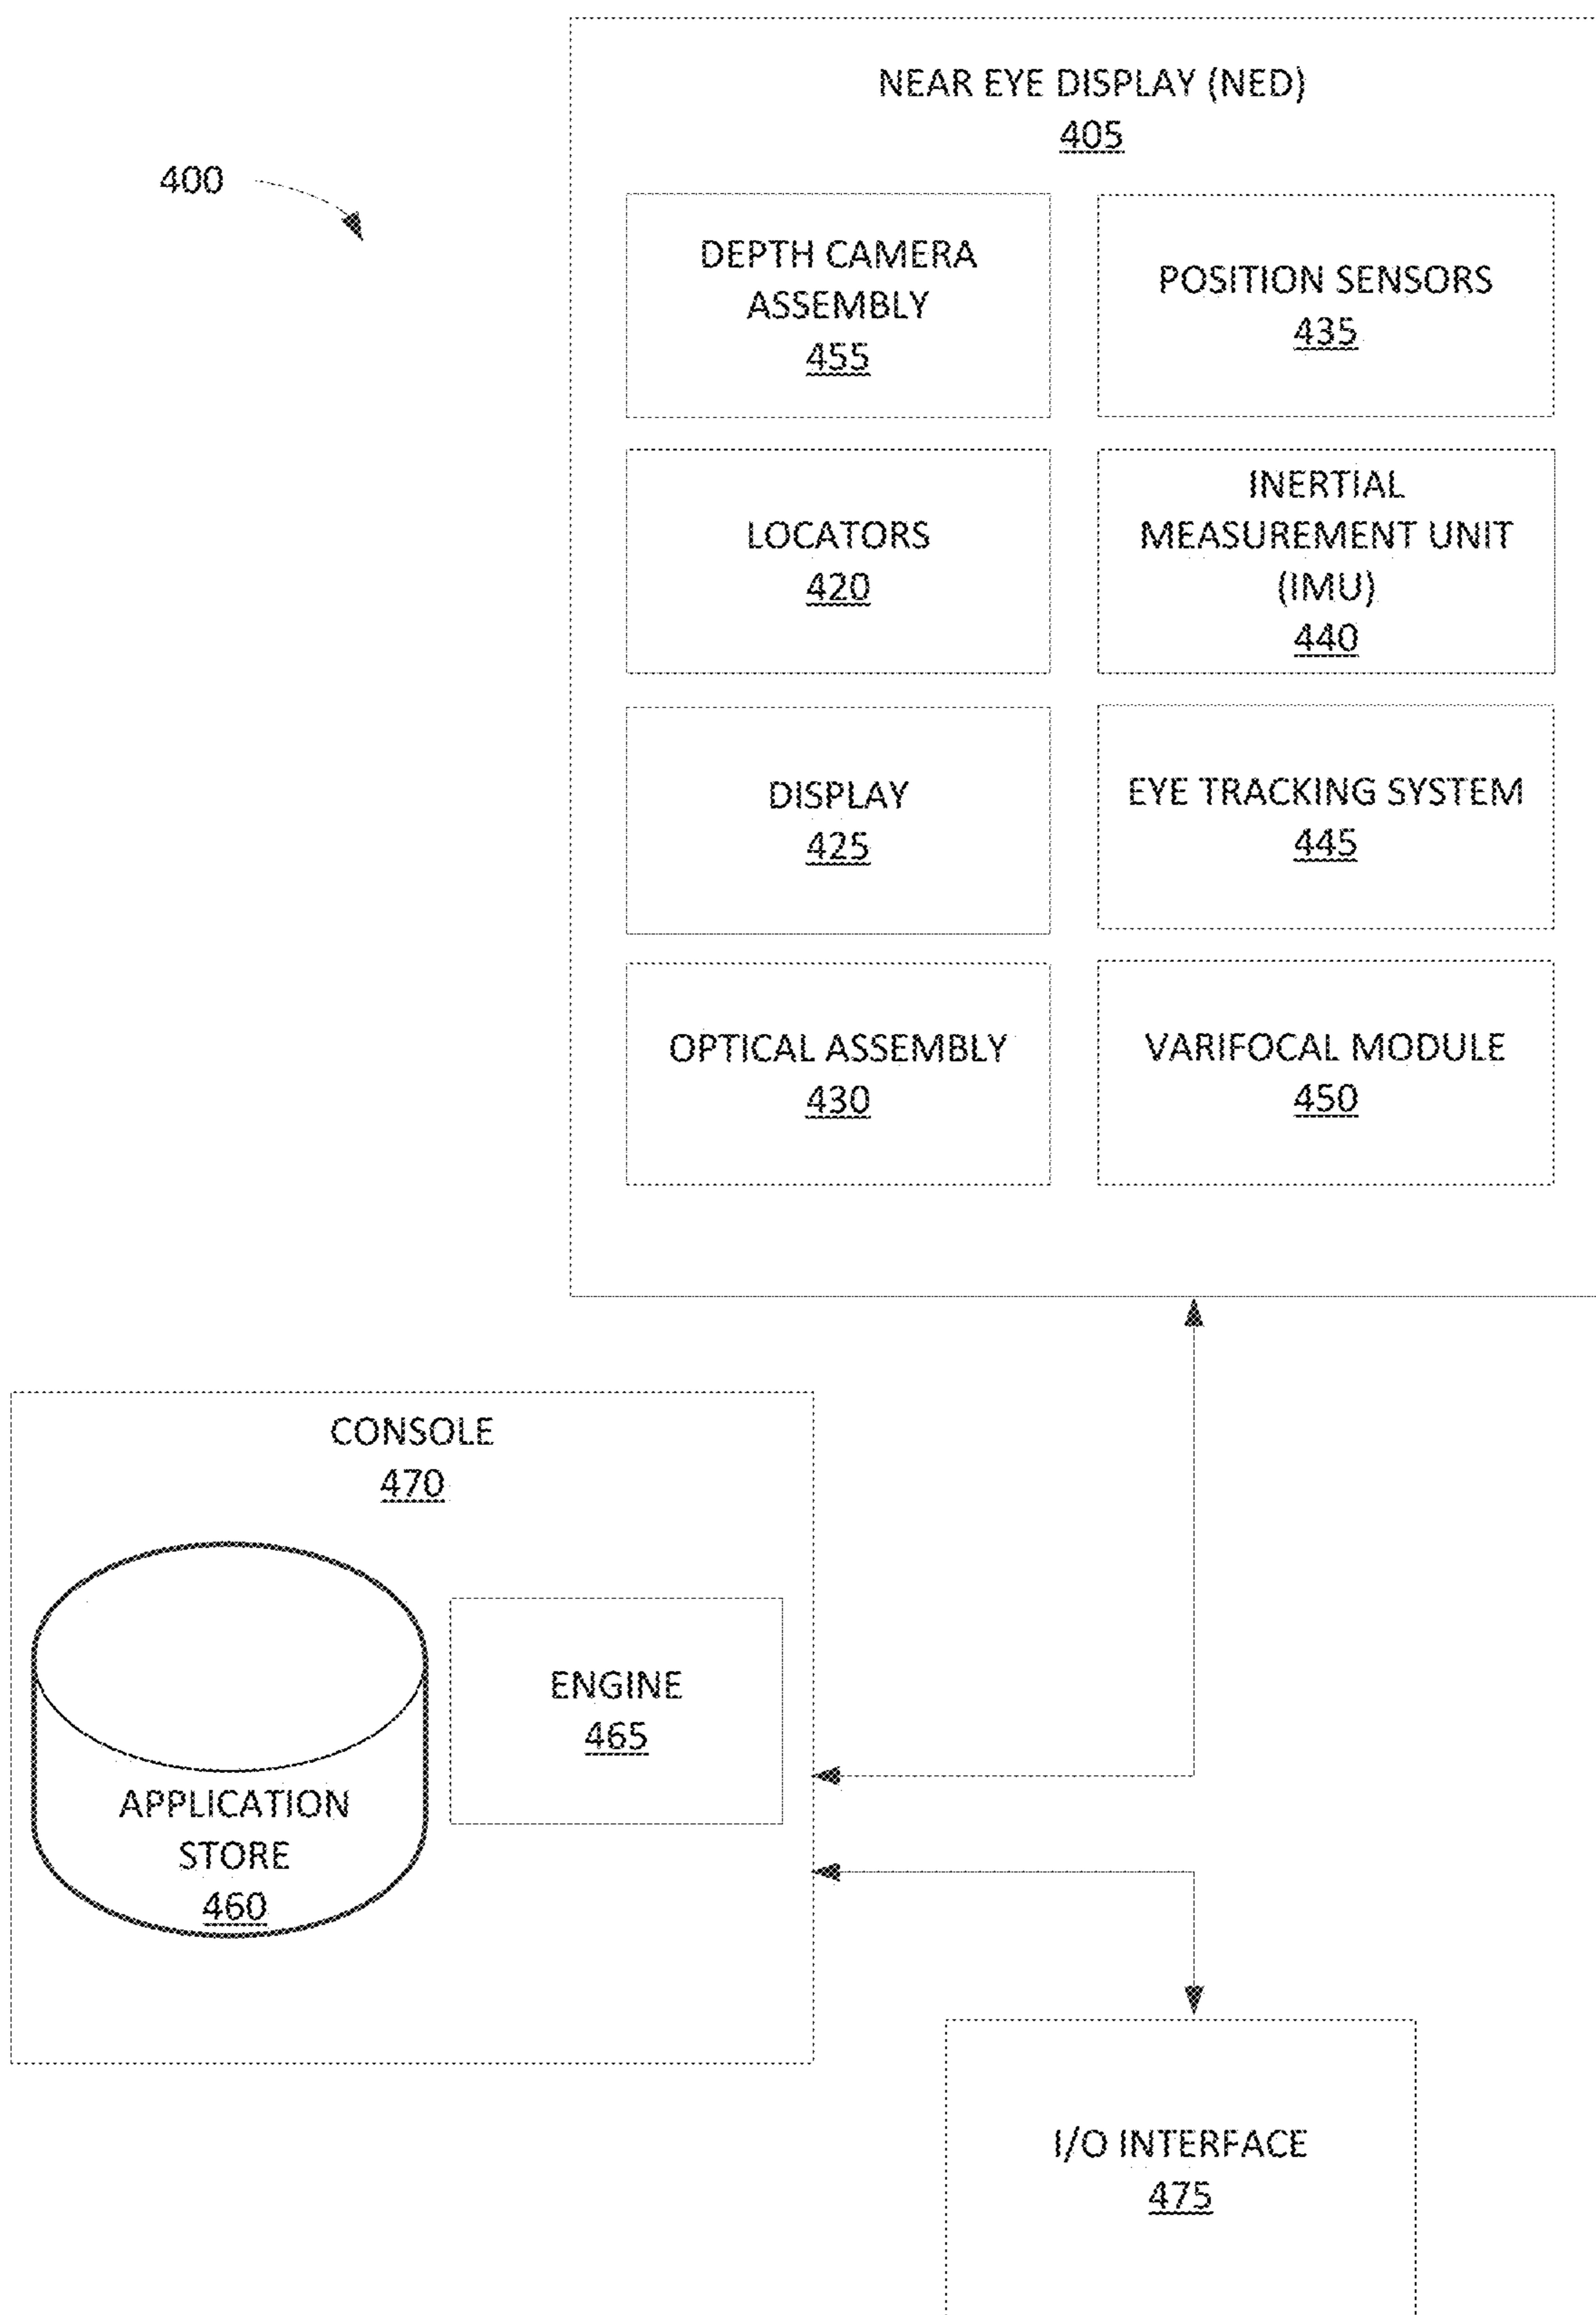 NEAR EYE DISPLAY (NED)
405
400
DEPTH CAMERA
ASSEMBLY
455
POSITION SENSORS
435
LOCATORS
420
INERTIAL
MEASUREMENT UNIT
(IMU)
440
DISPLAY
425
EYE TRACKING SYSTEM
445
OPTICAL ASSEMBLY
430
VARIFOCAL MODULE
450
CONSOLE
470
ENGINE
465
APPLICATION
STORE
460
I/O INTERFACE
475